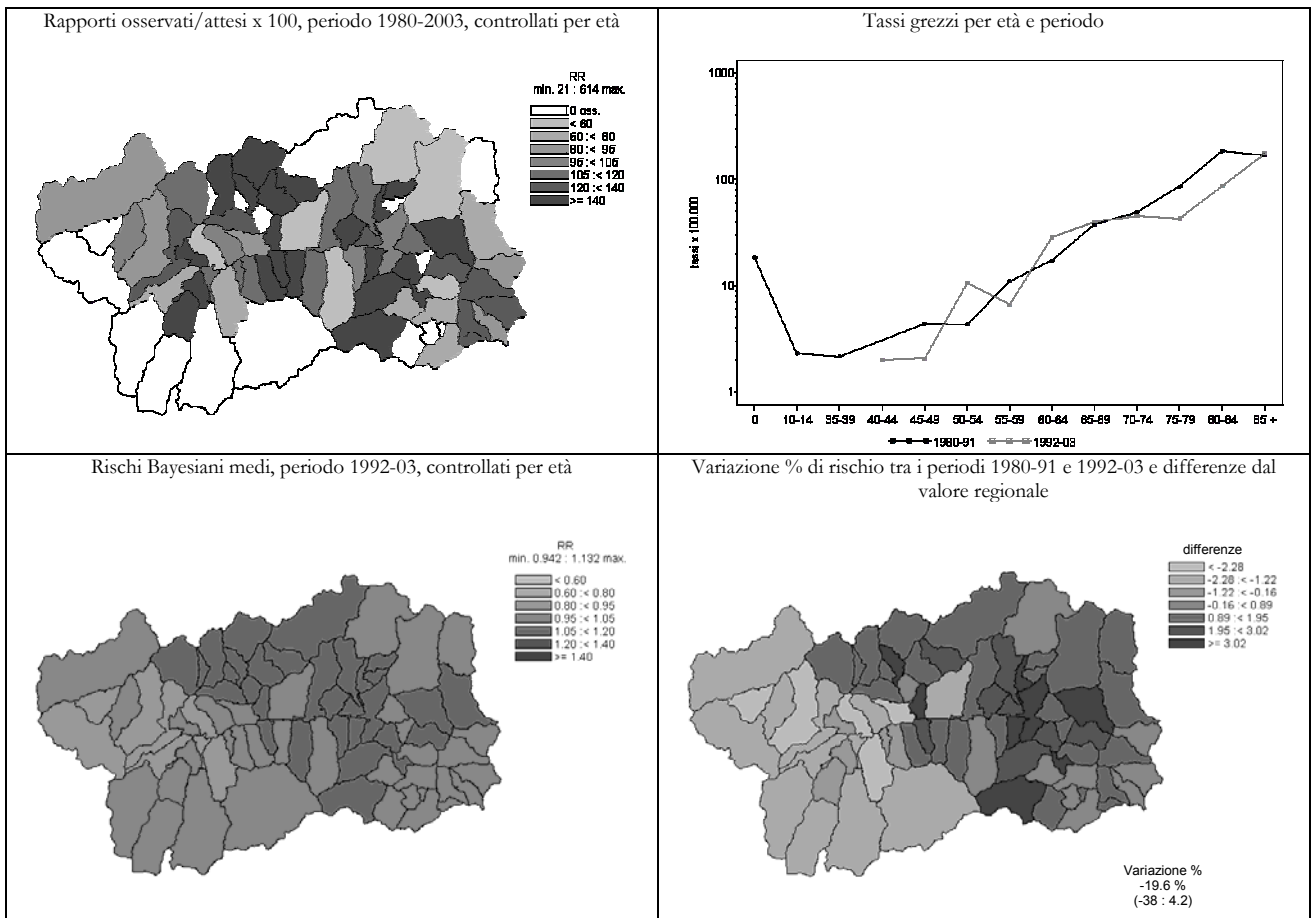 Rapporti osservati/attesi x 100, periodo 1980-2003, controllati per età
RR
min. 21 : 614 max.
0 oss.
< 60
60 :< 80
80 :< 95
95 :< 105
105 :< 120
120 :< 140
>= 140
Tassi grezzi per età e periodo
1000
100
10
1
tassi x 100.000
0 10-14 35-39 40-44 45-49 50-54 55-59 60-64 65-69 70-74 75-79 80-84 85 +
1980-91 1992-03
Rischi Bayesiani medi, periodo 1992-03, controllati per età
RR
min. 0.942 : 1.132 max.
< 0.60
0.60 :< 0.80
0.80 :< 0.95
0.95 :< 1.05
1.05 :< 1.20
1.20 :< 1.40
>= 1.40
Variazione % di rischio tra i periodi 1980-91 e 1992-03 e differenze dal
valore regionale
differenze
< -2.28
-2.28 :< -1.22
-1.22 :< -0.16
-0.16 :< 0.89
0.89 :< 1.95
1.95 :< 3.02
>= 3.02
Variazione %
-19.6 %
(-38 : 4.2)